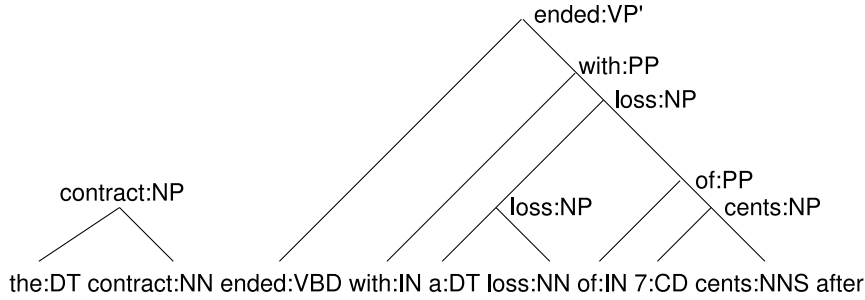 ended:VP'
with:PP
loss:NP
contract:NP
loss:NP
of:PP
cents:NP
the:DT contract:NN ended:VBD with:IN a:DT loss:NN of:IN 7:CD cents:NNS after